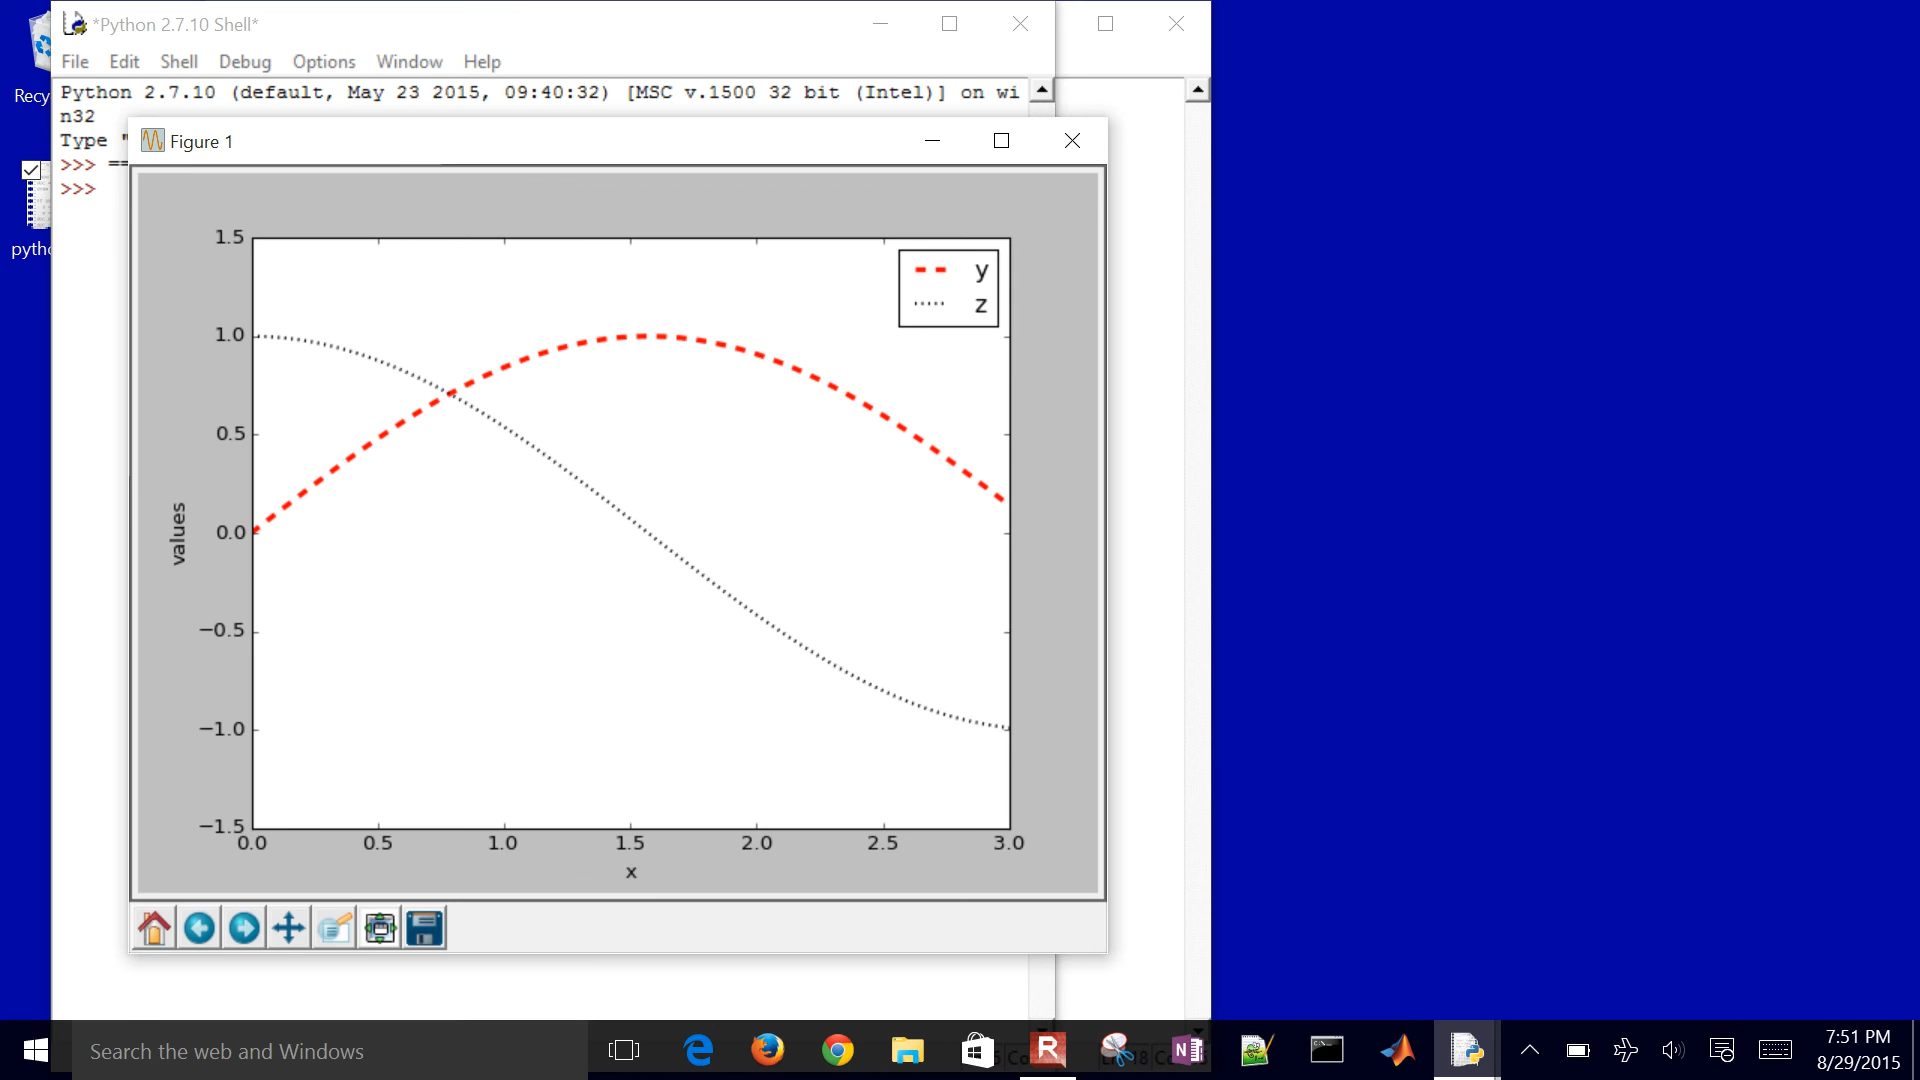 *Python 2.7.10 Shell*
File Edit Shell Debug Options Window Help
Python 2.7.10 (default, May 23 2015, 09:40:32) [MSC v.1500 32 bit (Intel)] on wi
n32
Type "
>>> ==
>>>
Recy
pytho
Figure 1
1.5
1.0
0.5
0.0
−0.5
−1.0
−1.5
values
y
z
0.0 0.5 1.0 1.5 2.0 2.5 3.0
x
Search the web and Windows
7:51 PM
8/29/2015